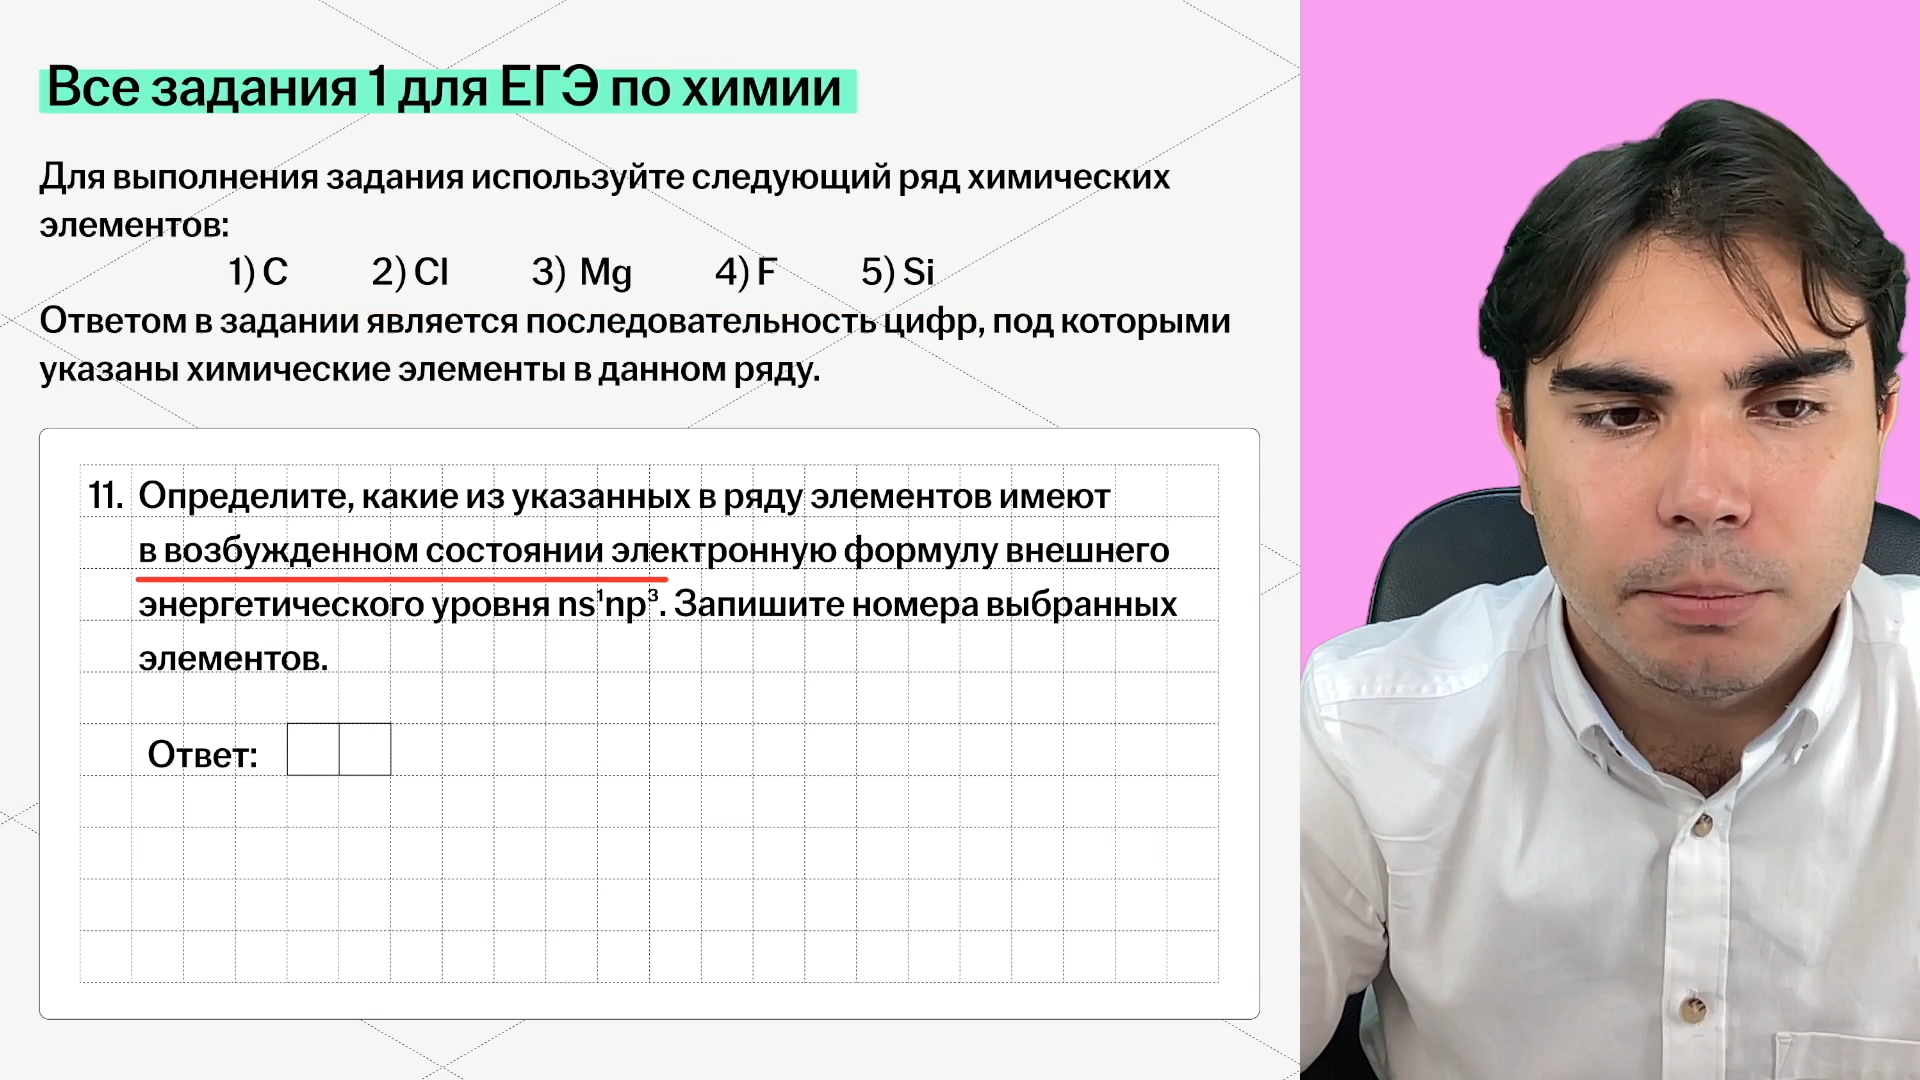 Все задания 1 для ЕГЭ по химии
Для выполнения задания используйте следующий ряд химических
элементов:
1) C 2) Cl 3) Mg 4) F 5) Si
Ответом в задании является последовательность цифр, под которыми
указаны химические элементы в данном ряду.
11. Определите, какие из указанных в ряду элементов имеют
в возбужденном состоянии электронную формулу внешнего
энергетического уровня ns¹np³. Запишите номера выбранных
элементов.
Ответ: